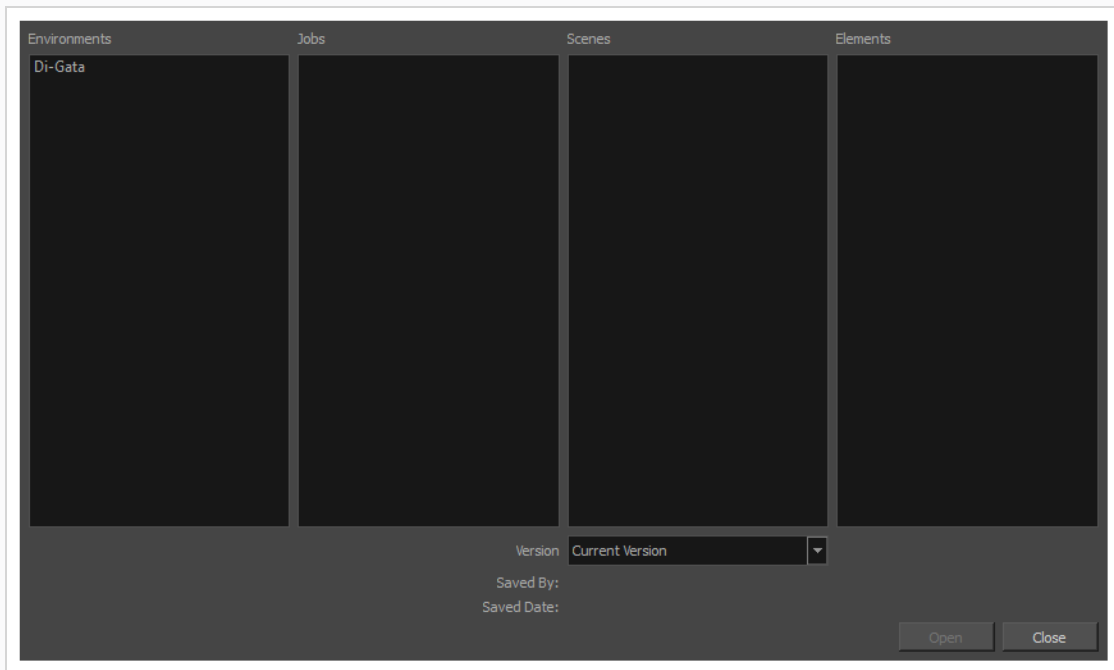 Environments Jobs Scenes Elements
Di-Gata
Version Current Version
Saved By:
Saved Date:
Open Close